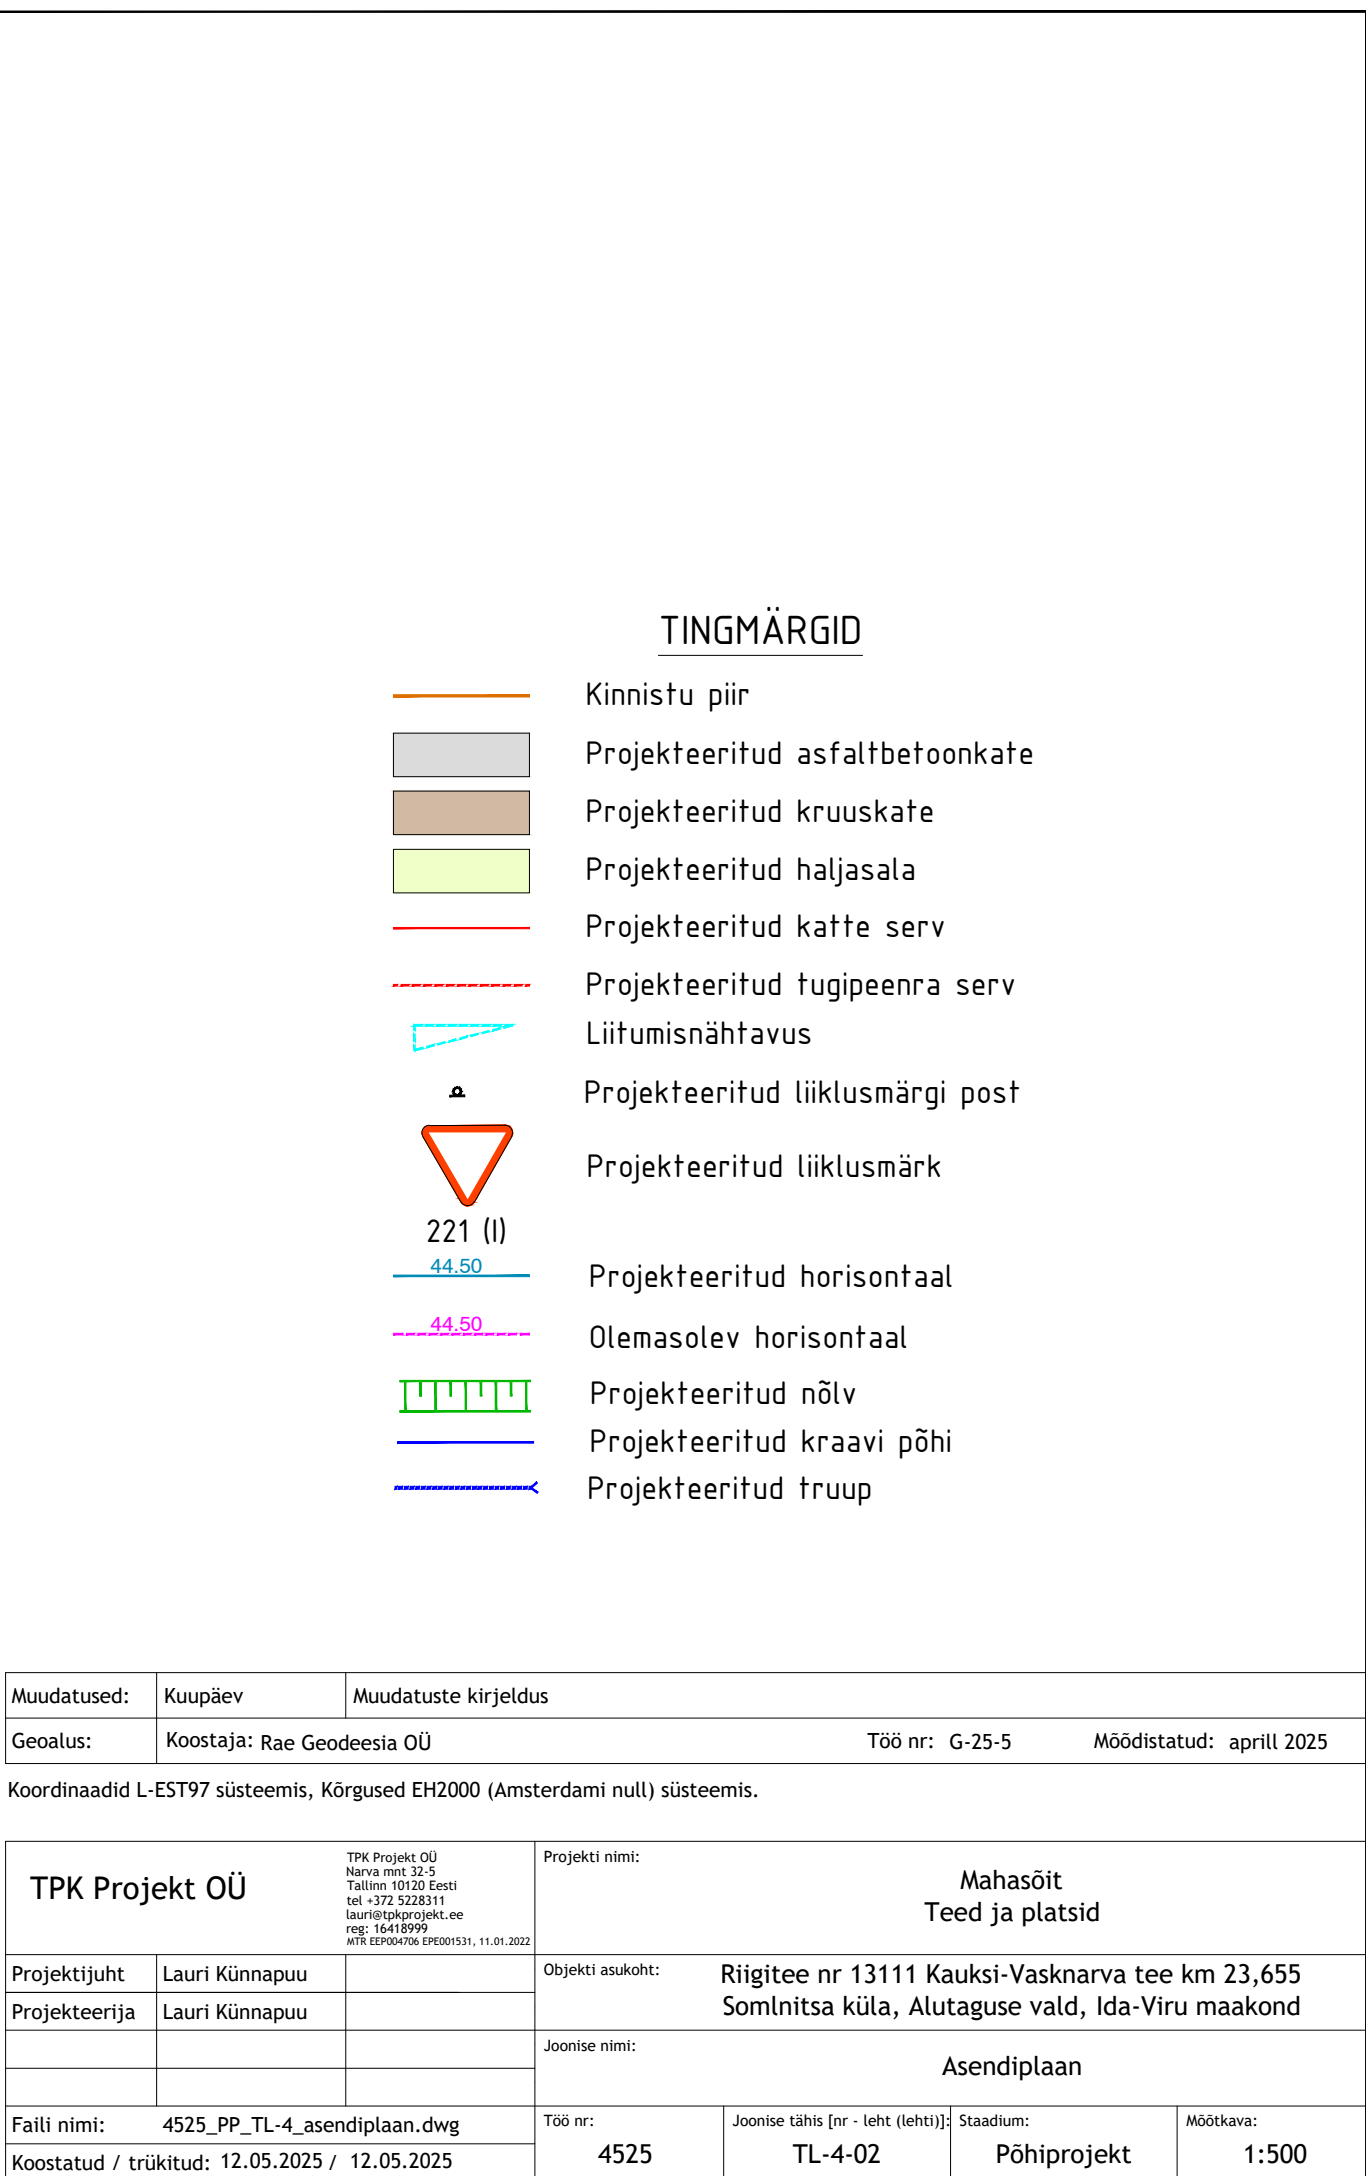 TINGMÄRGID
Kinnistu piir
Projekteeritud asfaltbetoonkate
Projekteeritud kruuskate
Projekteeritud haljasala
Projekteeritud katte serv
Projekteeritud tugipeenra serv
Liitumisnähtavus
Projekteeritud liiklusmärgi post
Projekteeritud liiklusmärk
221 (I)
44.50
Projekteeritud horisontaal
44.50
Olemasolev horisontaal
Projekteeritud nõlv
Projekteeritud kraavi põhi
Projekteeritud truup
Muudatused: Kuupäev Muudatuste kirjeldus
Geoalus: Koostaja: Rae Geodeesia OÜ Töö nr: G-25-5 Mõõdistatud: aprill 2025
Koordinaadid L-EST97 süsteemis, Kõrgused EH2000 (Amsterdami null) süsteemis.
TPK Projekt OÜ
TPK Projekt OÜ
Narva mnt 32-5
Tallinn 10120 Eesti
tel +372 5228311
lauri@tpkprojekt.ee
reg: 16418999
MTR EEP004706 EPE001531, 11.01.2022
Projekti nimi:
Mahasõit
Teed ja platsid
Projektijuht Lauri Künnapuu
Projekteerija Lauri Künnapuu
Objekti asukoht:
Riigitee nr 13111 Kauksi-Vasknarva tee km 23,655
Somlnitsa küla, Alutaguse vald, Ida-Viru maakond
Joonise nimi:
Asendiplaan
Faili nimi: 4525_PP_TL-4_asendiplaan.dwg
Koostatud / trükitud: 12.05.2025 / 12.05.2025
Töö nr:
4525
Joonise tähis [nr - leht (lehti)]:
TL-4-02
Staadium:
Põhiprojekt
Mõõtkava:
1:500